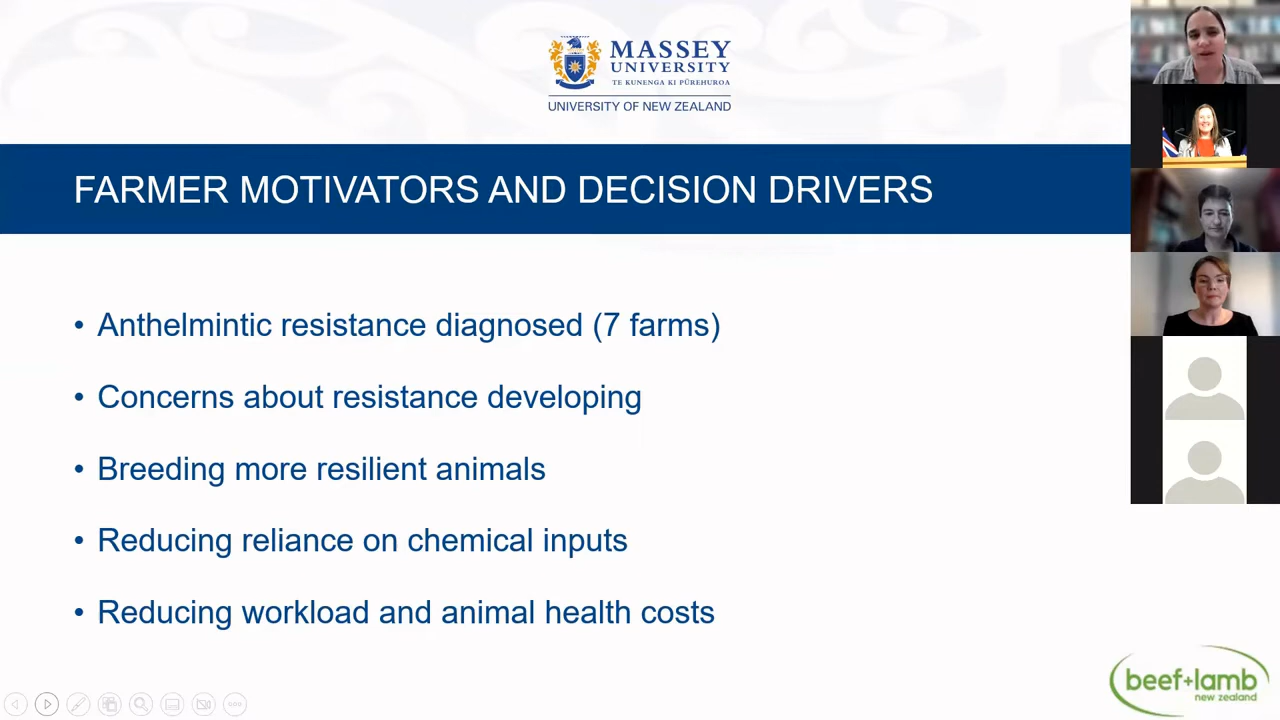 MASSEY
UNIVERSITY
TE KUNENGA KI PŪREHUROA
UNIVERSITY OF NEW ZEALAND
FARMER MOTIVATORS AND DECISION DRIVERS
• Anthelmintic resistance diagnosed (7 farms)
• Concerns about resistance developing
• Breeding more resilient animals
• Reducing reliance on chemical inputs
• Reducing workload and animal health costs
beef+lamb
new zealand